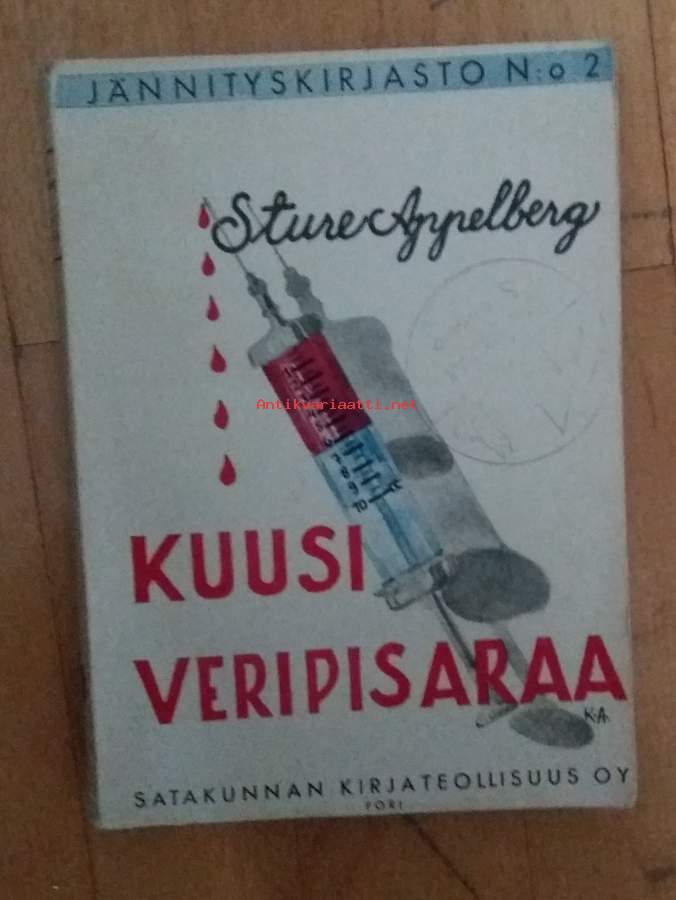 JÄNNITYSKIRJASTO N:o 2
Sture Appelberg
Antikvariaatti.net
KUUSI
VERIPISARAA
K.A.
SATAKUNNAN KIRJATEOLLISUUS OY
PORI